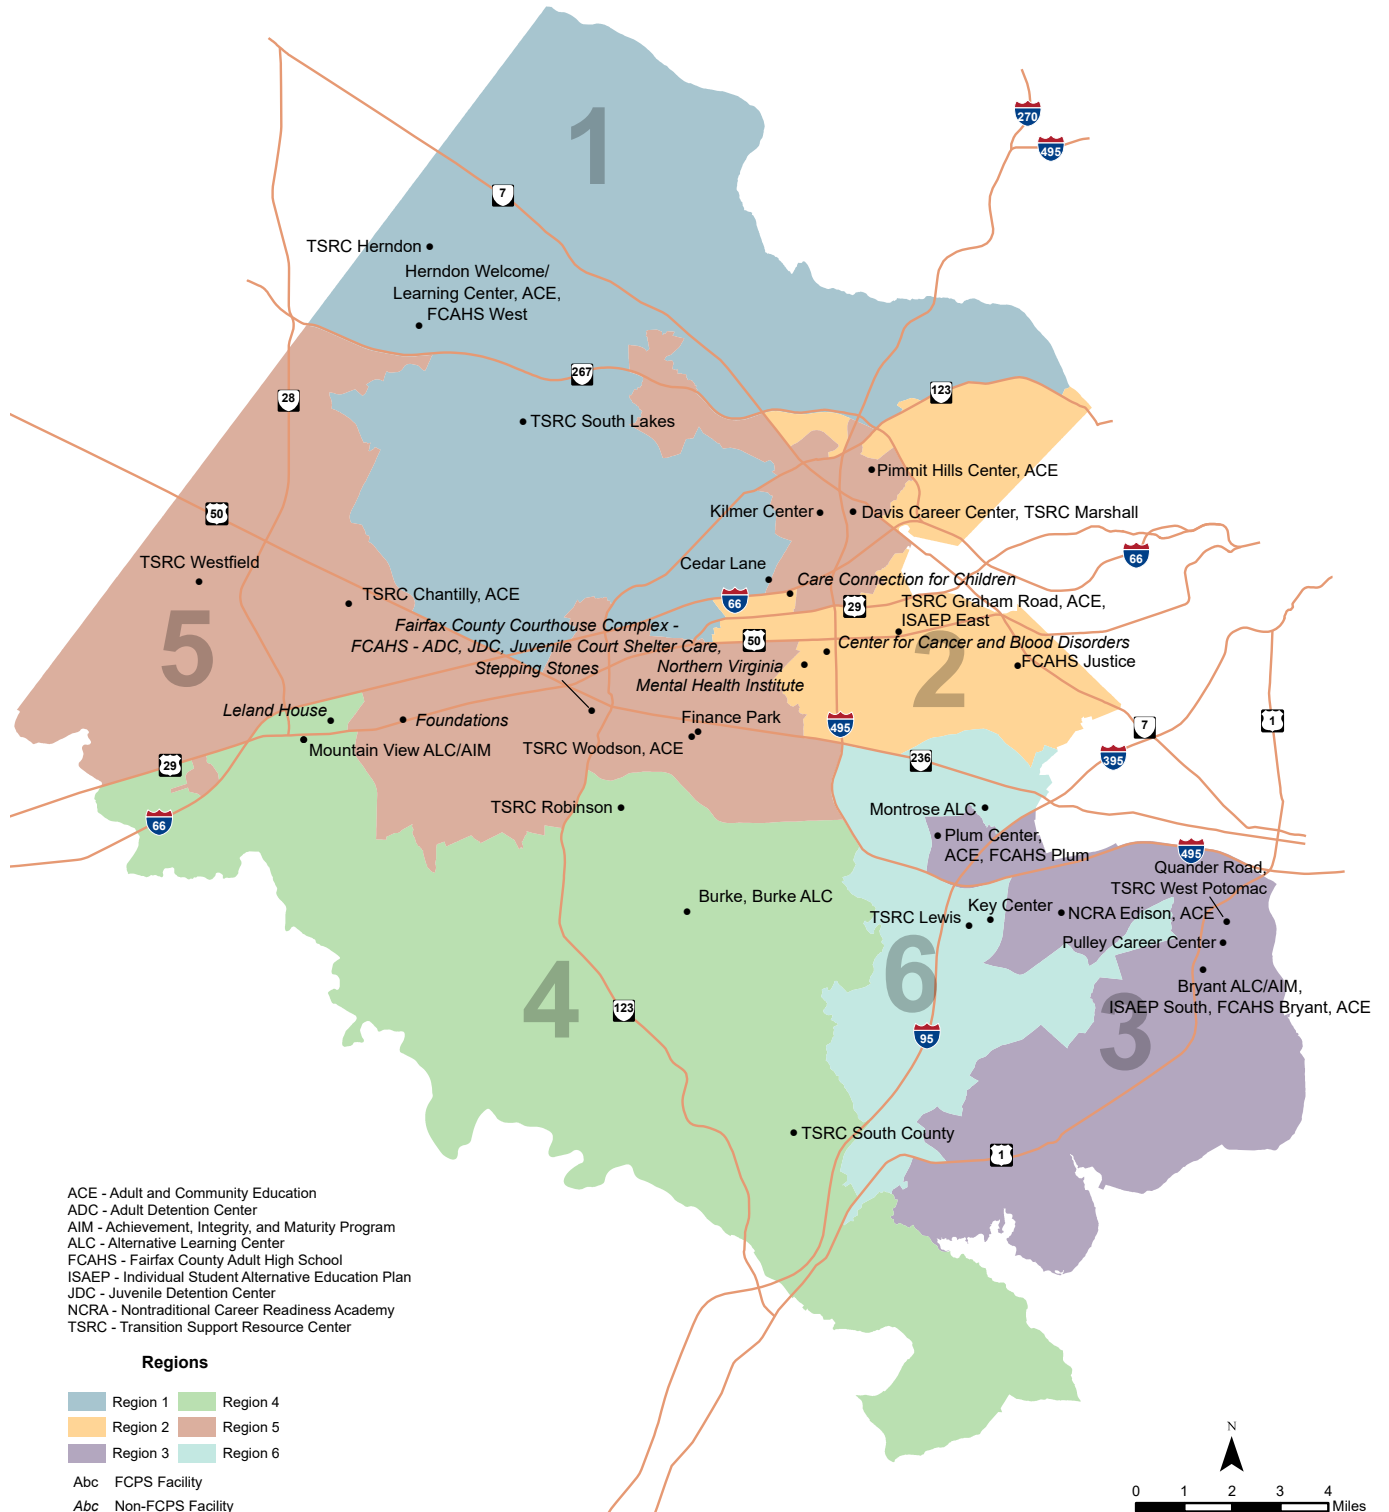 1
270
495
7
TSRC Herndon
Herndon Welcome/
Learning Center, ACE,
FCAHS West
267
123
28
TSRC South Lakes
Pimmit Hills Center, ACE
50
Kilmer Center
Davis Career Center, TSRC Marshall
66
TSRC Westfield
Cedar Lane
Care Connection for Children
TSRC Chantilly, ACE
66
29
TSRC Graham Road, ACE,
ISAEP East
5
Fairfax County Courthouse Complex -
FCAHS - ADC, JDC, Juvenile Court Shelter Care,
Stepping Stones
50
Center for Cancer and Blood Disorders
2
Northern Virginia
Mental Health Institute
FCAHS Justice
Leland House
Foundations
Finance Park
495
7
1
Mountain View ALC/AIM
TSRC Woodson, ACE
29
236
395
66
TSRC Robinson
Montrose ALC
Plum Center,
ACE, FCAHS Plum
495
Quander Road,
TSRC West Potomac
Burke, Burke ALC
TSRC Lewis
Key Center
NCRA Edison, ACE
Pulley Career Center
6
4
123
95
Bryant ALC/AIM,
ISAEP South, FCAHS Bryant, ACE
3
TSRC South County
1
ACE - Adult and Community Education
ADC - Adult Detention Center
AIM - Achievement, Integrity, and Maturity Program
ALC - Alternative Learning Center
FCAHS - Fairfax County Adult High School
ISAEP - Individual Student Alternative Education Plan
JDC - Juvenile Detention Center
NCRA - Nontraditional Career Readiness Academy
TSRC - Transition Support Resource Center
Regions
Region 1
Region 4
Region 2
Region 5
Region 3
Region 6
Abc FCPS Facility
Abc Non-FCPS Facility
N
0 1 2 3 4
Miles